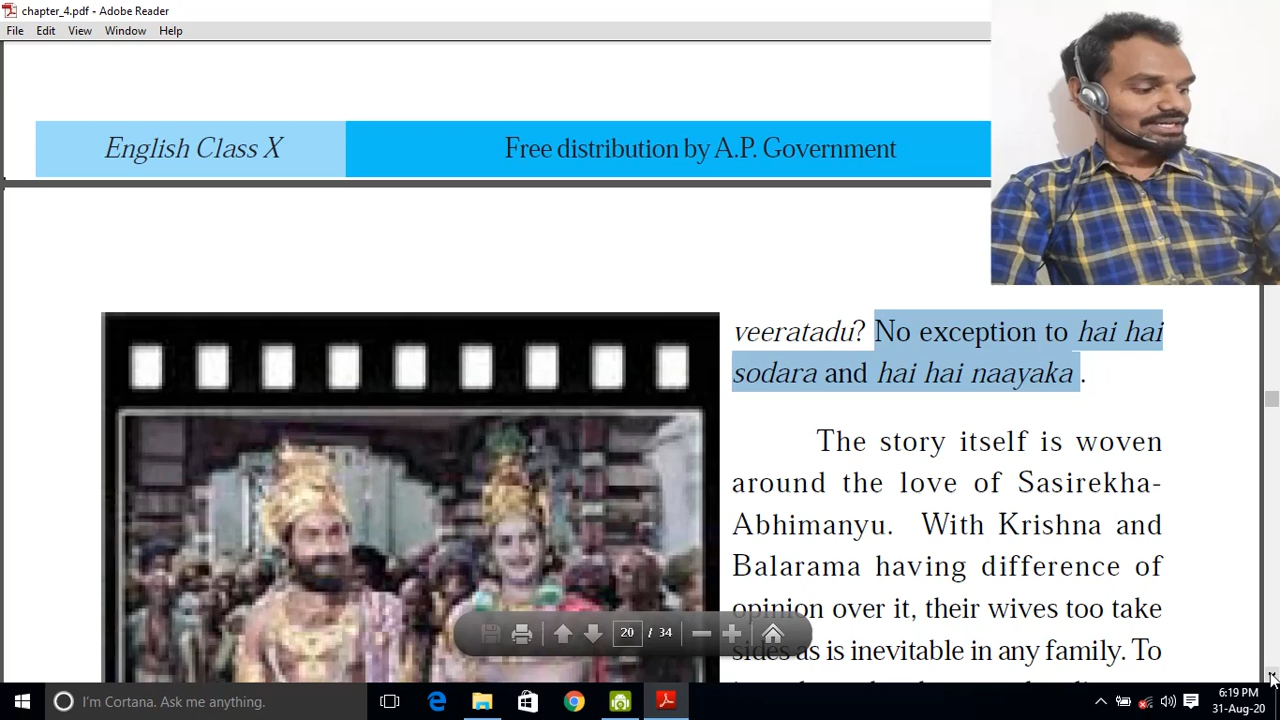 chapter_4.pdf - Adobe Reader
File Edit View Window Help
English Class X
Free distribution by A.P. Government
veeratadu? No exception to hai hai
sodara and hai hai naayaka .
The story itself is woven
around the love of Sasirekha-
Abhimanyu. With Krishna and
Balarama having difference of
opinion over it, their wives too take
sides as is inevitable in any family. To
20 / 34
I'm Cortana. Ask me anything.
6:19 PM
31-Aug-20